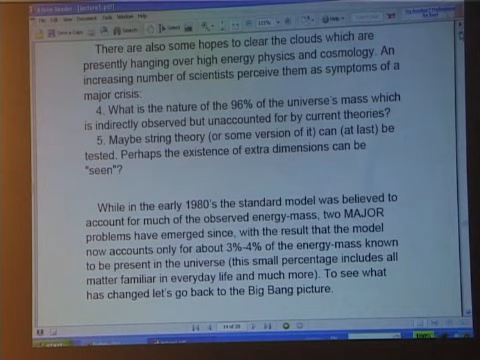 There are also some hopes to clear the clouds which are
presently hanging over high energy physics and cosmology. An
increasing number of scientists perceive them as symptoms of a
major crisis:
4. What is the nature of the 96% of the universe's mass which
is indirectly observed but unaccounted for by current theories?
5. Maybe string theory (or some version of it) can (at last) be
tested. Perhaps the existence of extra dimensions can be
"seen"?
While in the early 1980's the standard model was believed to
account for much of the observed energy-mass, two MAJOR
problems have emerged since, with the result that the model
now accounts only for about 3%-4% of the energy-mass known
to be present in the universe (this small percentage includes all
matter familiar in everyday life and much more). To see what
has changed let's go back to the Big Bang picture.